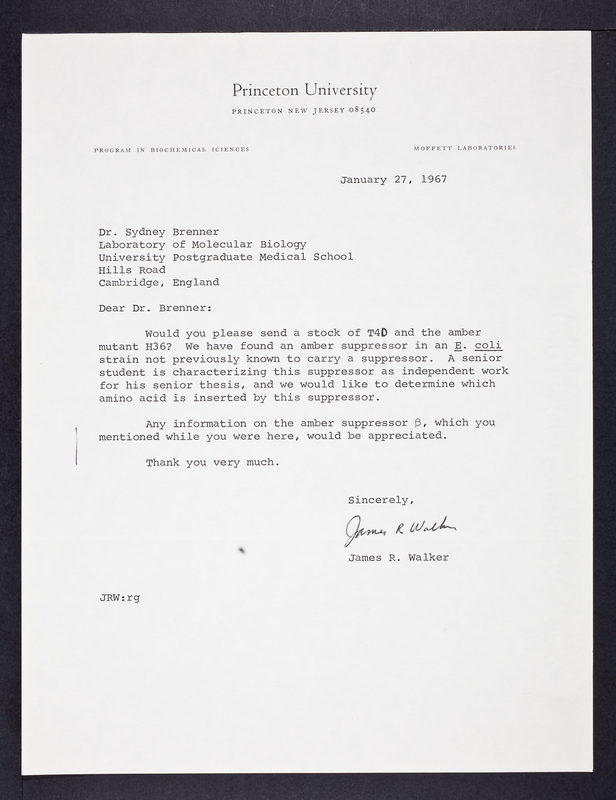 Princeton University
PRINCETON NEW JERSEY 08540
PROGRAM IN BIOCHEMICAL SCIENCES
MOFFETT LABORATORIES
January 27, 1967
Dr. Sydney Brenner
Laboratory of Molecular Biology
University Postgraduate Medical School
Hills Road
Cambridge, England
Dear Dr. Brenner:
Would you please send a stock of T4D and the amber
mutant H36? We have found an amber suppressor in an E. coli
strain not previously known to carry a suppressor. A senior
student is characterizing this suppressor as independent work
for his senior thesis, and we would like to determine which
amino acid is inserted by this suppressor.
Any information on the amber suppressor β, which you
mentioned while you were here, would be appreciated.
Thank you very much.
Sincerely,
James R Walker
James R. Walker
JRW:rg